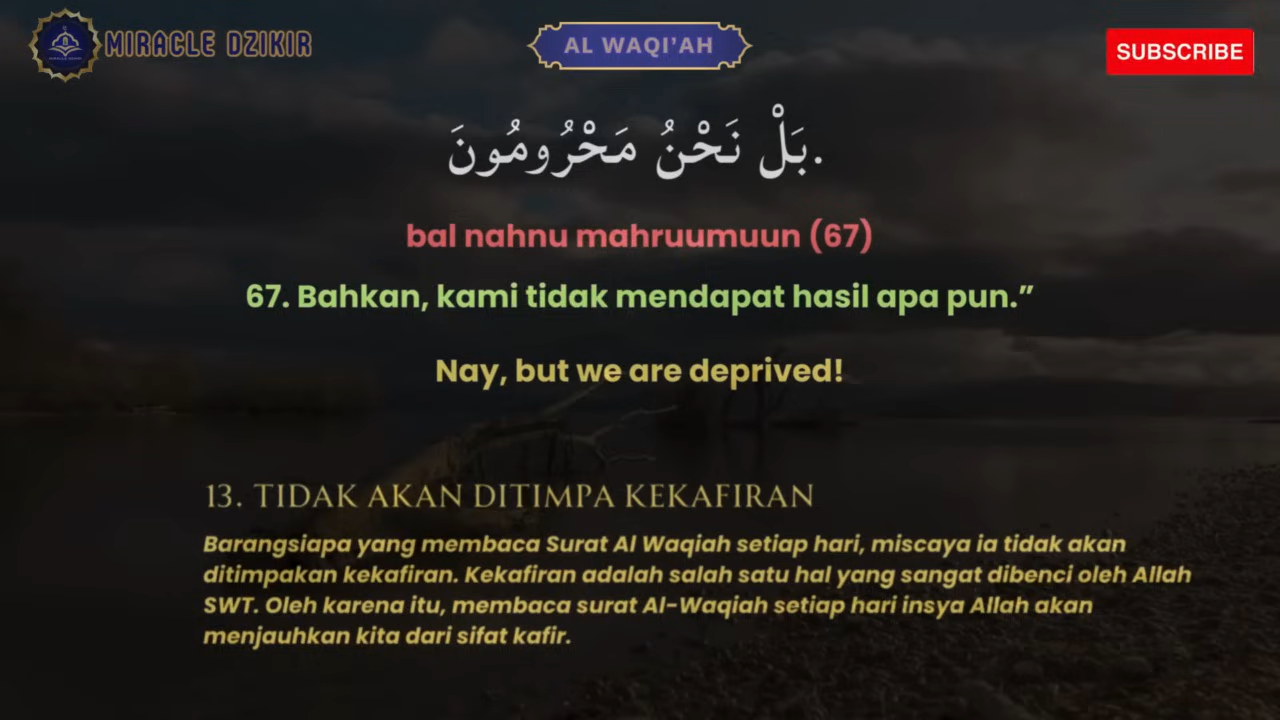 MIRACLE DZIKIR
AL WAQI'AH
SUBSCRIBE
بَلْ نَحْنُ مَحْرُومُونَ.
bal nahnu mahruumuun (67)
67. Bahkan, kami tidak mendapat hasil apa pun.”
Nay, but we are deprived!
13. TIDAK AKAN DITIMPA KEKAFIRAN
Barangsiapa yang membaca Surat Al Waqiah setiap hari, miscaya ia tidak akan
ditimpakan kekafiran. Kekafiran adalah salah satu hal yang sangat dibenci oleh Allah
SWT. Oleh karena itu, membaca surat Al-Waqiah setiap hari insya Allah akan
menjauhkan kita dari sifat kafir.